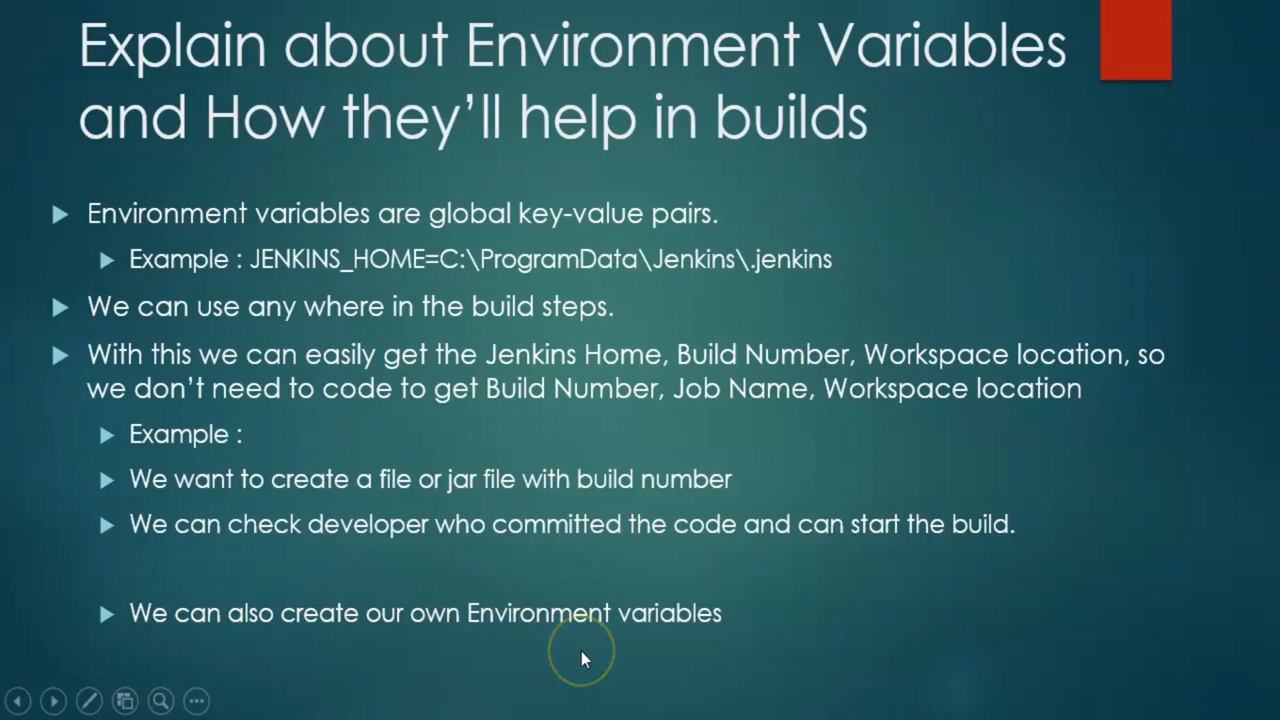 Explain about Environment Variables
and How they'll help in builds
Environment variables are global key-value pairs.
Example : JENKINS_HOME=C:\ProgramData\Jenkins\.jenkins
We can use any where in the build steps.
With this we can easily get the Jenkins Home, Build Number, Workspace location, so
we don't need to code to get Build Number, Job Name, Workspace location
Example :
We want to create a file or jar file with build number
We can check developer who committed the code and can start the build.
We can also create our own Environment variables